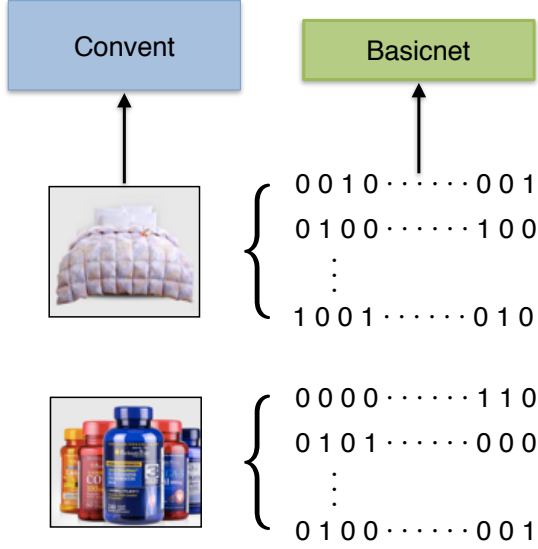 Convent
Basicnet
0 0 1 0 · · · · · · 0 0 1
0 1 0 0 · · · · · · 1 0 0
⋮
1 0 0 1 · · · · · · 0 1 0
0 0 0 0 · · · · · · 1 1 0
0 1 0 1 · · · · · · 0 0 0
⋮
0 1 0 0 · · · · · · 0 0 1
CO